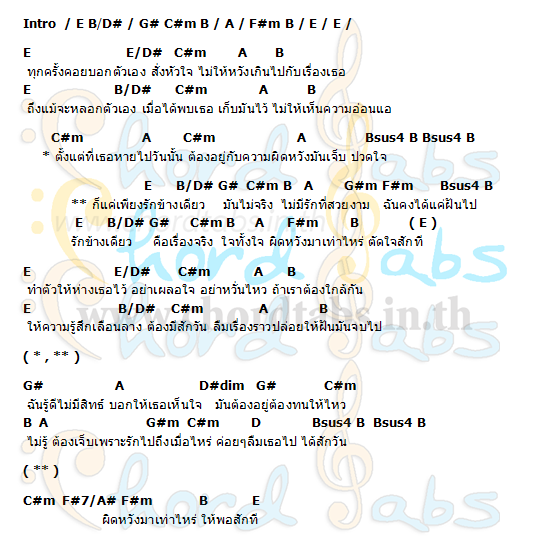 Intro / E B/D# / G# C#m B / A / F#m B / E / E /
E E/D# C#m A B
ทุกครั้งคอยบอกตัวเอง สั่งหัวใจ ไม่ให้หวังเกินไปกับเรื่องเธอ
E B/D# C#m A B
ถึงแม้จะหลอกตัวเอง เมื่อได้พบเธอ เก็บมันไว้ ไม่ให้เห็นความอ่อนแอ
C#m A C#m A Bsus4 B Bsus4 B
* ตั้งแต่ที่เธอหายไปวันนั้น ต้องอยู่กับความผิดหวังมันเจ็บ ปวดใจ
E B/D# G# C#m B A G#m F#m Bsus4 B
** ก็แค่เพียงรักข้างเดียว มันไม่จริง ไม่มีรักที่สวยงาม ฉันคงได้แค่ฝันไป
E B/D# G# C#m B A F#m B ( E )
รักข้างเดียว คือเรื่องจริง ใจทั้งใจ ผิดหวังมาเท่าไหร่ ตัดใจสักที
E E/D# C#m A B
ทำตัวให้ห่างเธอไว้ อย่าเผลอใจ อย่าหวั่นไหว ถ้าเราต้องใกล้กัน
E B/D# C#m A B
ให้ความรู้สึกเลือนลาง ต้องมีสักวัน ลืมเรื่องราวปล่อยให้ฝันมันจบไป
( * , ** )
G# A D#dim G# C#m
ฉันรู้ดีไม่มีสิทธ์ บอกให้เธอเห็นใจ มันต้องอยู่ต้องทนให้ไหว
B A G#m C#m D Bsus4 B Bsus4 B
ไม่รู้ ต้องเจ็บเพราะรักไปถึงเมื่อไหร่ ค่อยๆลืมเธอไป ได้สักวัน
( ** )
C#m F#7/A# F#m B E
ผิดหวังมาเท่าไหร่ ให้พอสักที
Chord Tabs
www.chordtabs.in.th